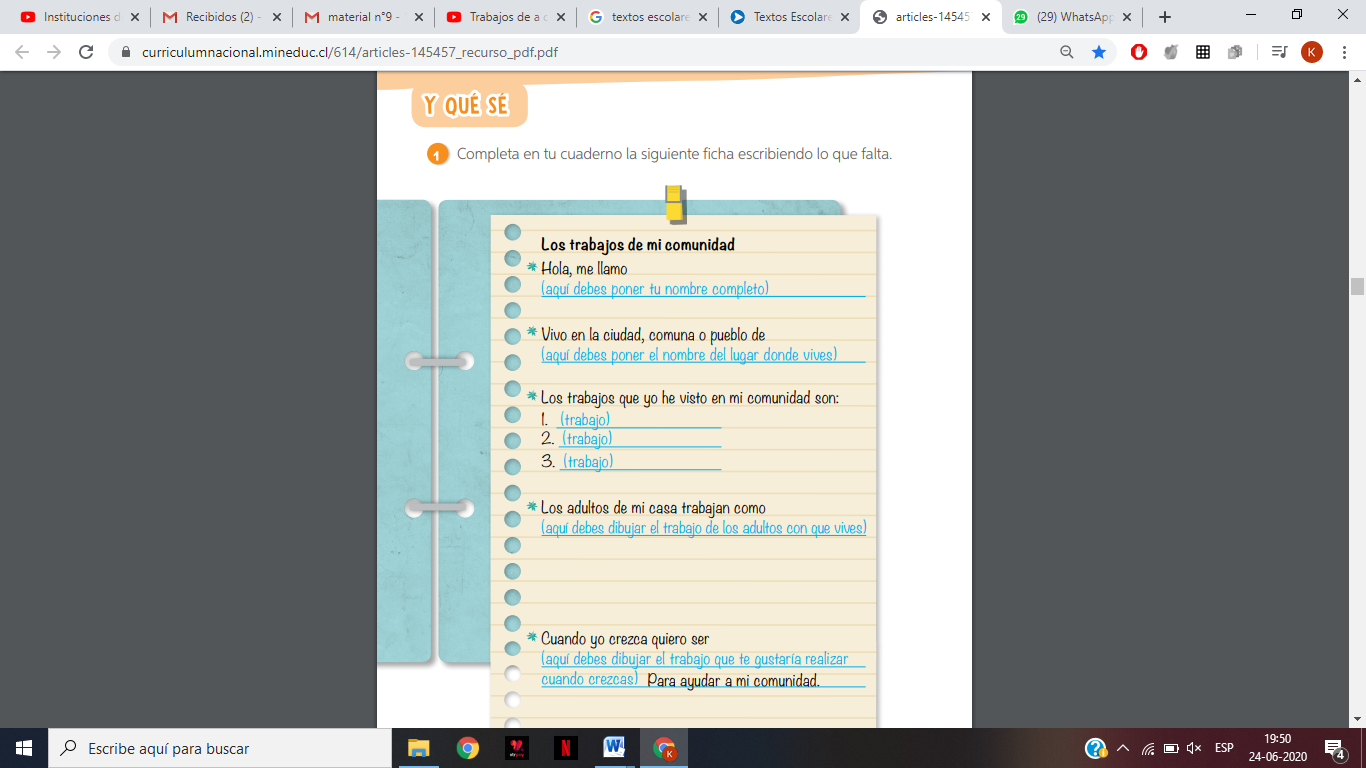 Instituciones d
Recibidos (2) -
material n°9 -
Trabajos de a c
textos escolare
Textos Escolare
articles-14545
(29) WhatsApp
curriculumnacional.mineduc.cl/614/articles-145457_recurso_pdf.pdf
K
Y QUÉ SÉ
1 Completa en tu cuaderno la siguiente ficha escribiendo lo que falta.
Los trabajos de mi comunidad
* Hola, me llamo
(aquí debes poner tu nombre completo)
* Vivo en la ciudad, comuna o pueblo de
(aquí debes poner el nombre del lugar donde vives)
* Los trabajos que yo he visto en mi comunidad son:
1. (trabajo)
2. (trabajo)
3. (trabajo)
* Los adultos de mi casa trabajan como
(aquí debes dibujar el trabajo de los adultos con que vives)
* Cuando yo crezca quiero ser
(aquí debes dibujar el trabajo que te gustaría realizar
cuando crezcas) Para ayudar a mi comunidad.
Escribe aquí para buscar
ESP
19:50
24-06-2020
4